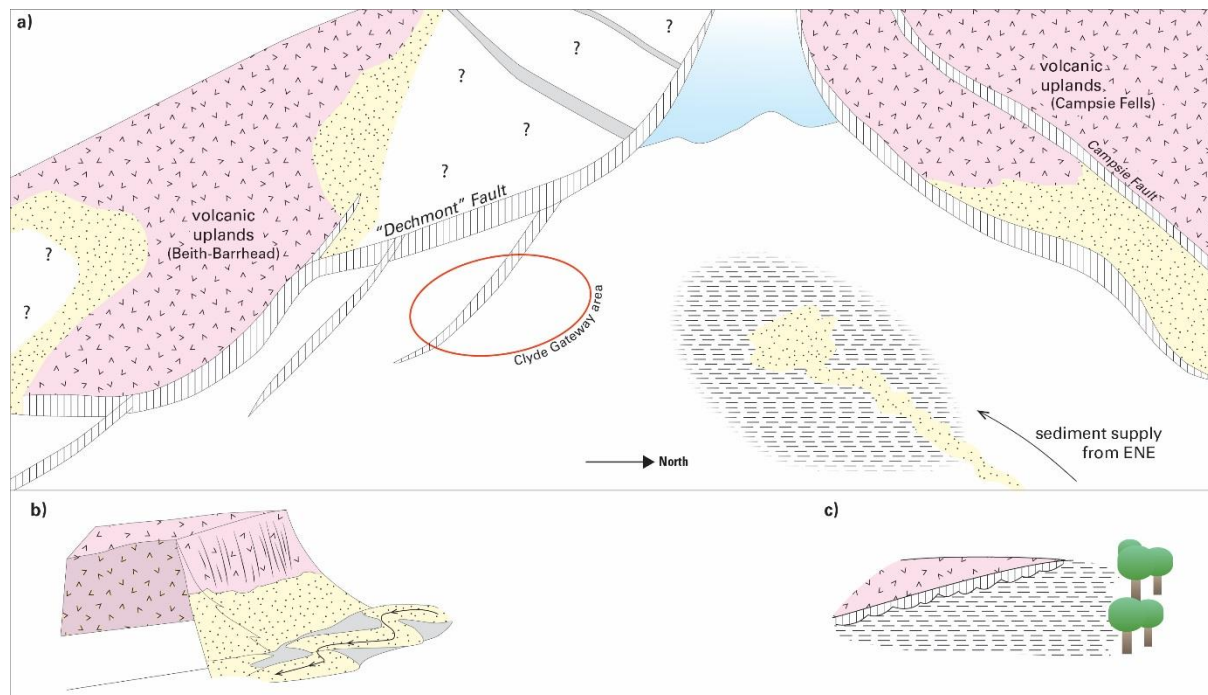 a)
?
?
?
?
?
?
volcanic
uplands
(Beith-Barrhead)
"Dechmont" Fault
Clyde Gateway area
volcanic
uplands,
(Campsie Fells)
Campsie Fault
North
sediment supply
from ENE
b)
c)